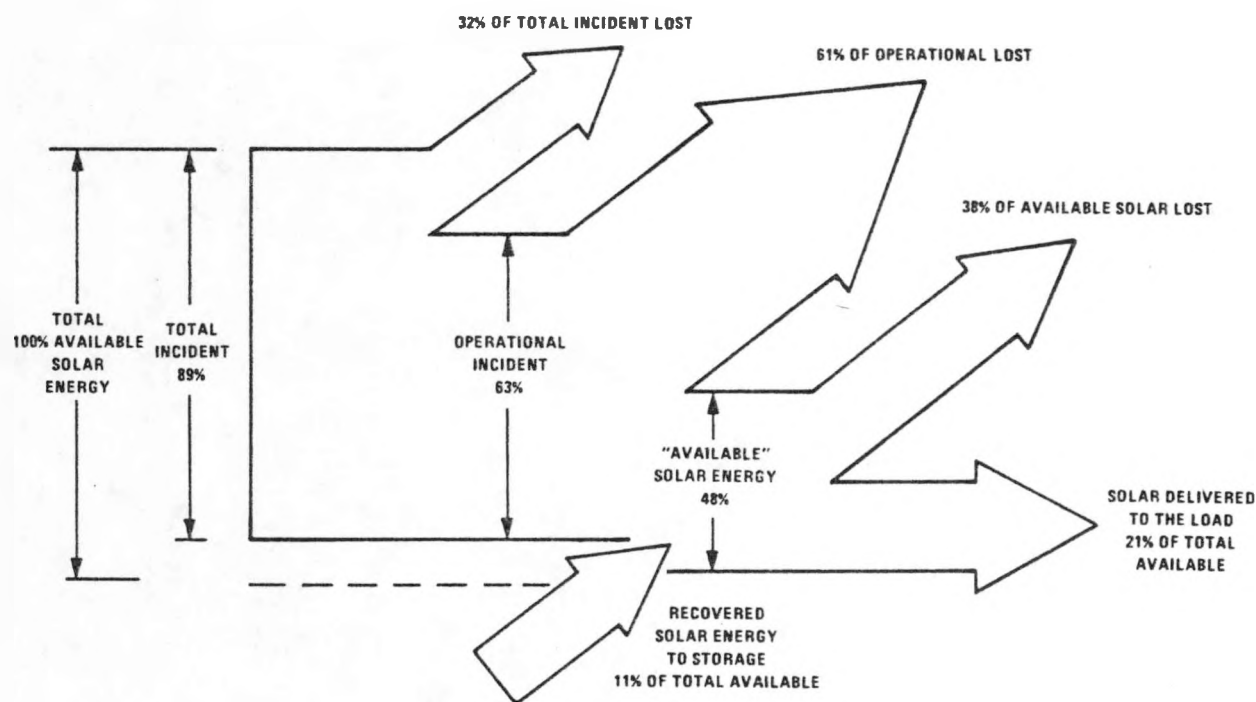 32% OF TOTAL INCIDENT LOST
61% OF OPERATIONAL LOST
38% OF AVAILABLE SOLAR LOST
TOTAL
100% AVAILABLE
SOLAR
ENERGY
TOTAL
INCIDENT
89%
OPERATIONAL
INCIDENT
63%
"AVAILABLE"
SOLAR ENERGY
48%
SOLAR DELIVERED
TO THE LOAD
21% OF TOTAL
AVAILABLE
RECOVERED
SOLAR ENERGY
TO STORAGE
11% OF TOTAL AVAILABLE